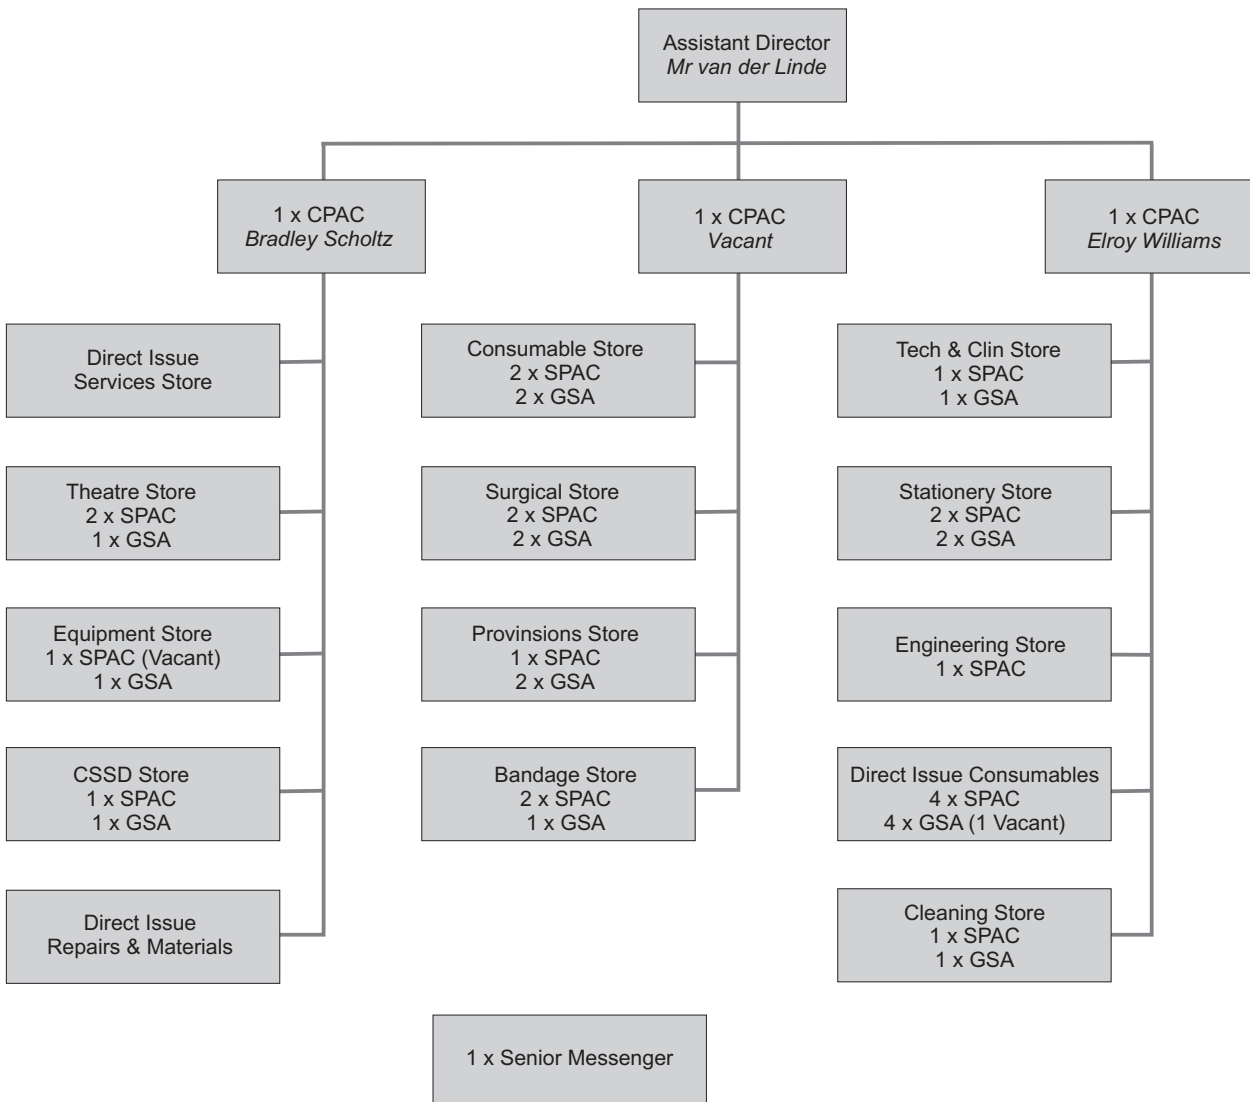 Assistant Director
Mr van der Linde
1 x CPAC
Bradley Scholtz
1 x CPAC
Vacant
1 x CPAC
Elroy Williams
Direct Issue
Services Store
Consumable Store
2 x SPAC
2 x GSA
Tech & Clin Store
1 x SPAC
1 x GSA
Theatre Store
2 x SPAC
1 x GSA
Surgical Store
2 x SPAC
2 x GSA
Stationery Store
2 x SPAC
2 x GSA
Equipment Store
1 x SPAC (Vacant)
1 x GSA
Provinsions Store
1 x SPAC
2 x GSA
Engineering Store
1 x SPAC
CSSD Store
1 x SPAC
1 x GSA
Bandage Store
2 x SPAC
1 x GSA
Direct Issue Consumables
4 x SPAC
4 x GSA (1 Vacant)
Direct Issue
Repairs & Materials
Cleaning Store
1 x SPAC
1 x GSA
1 x Senior Messenger